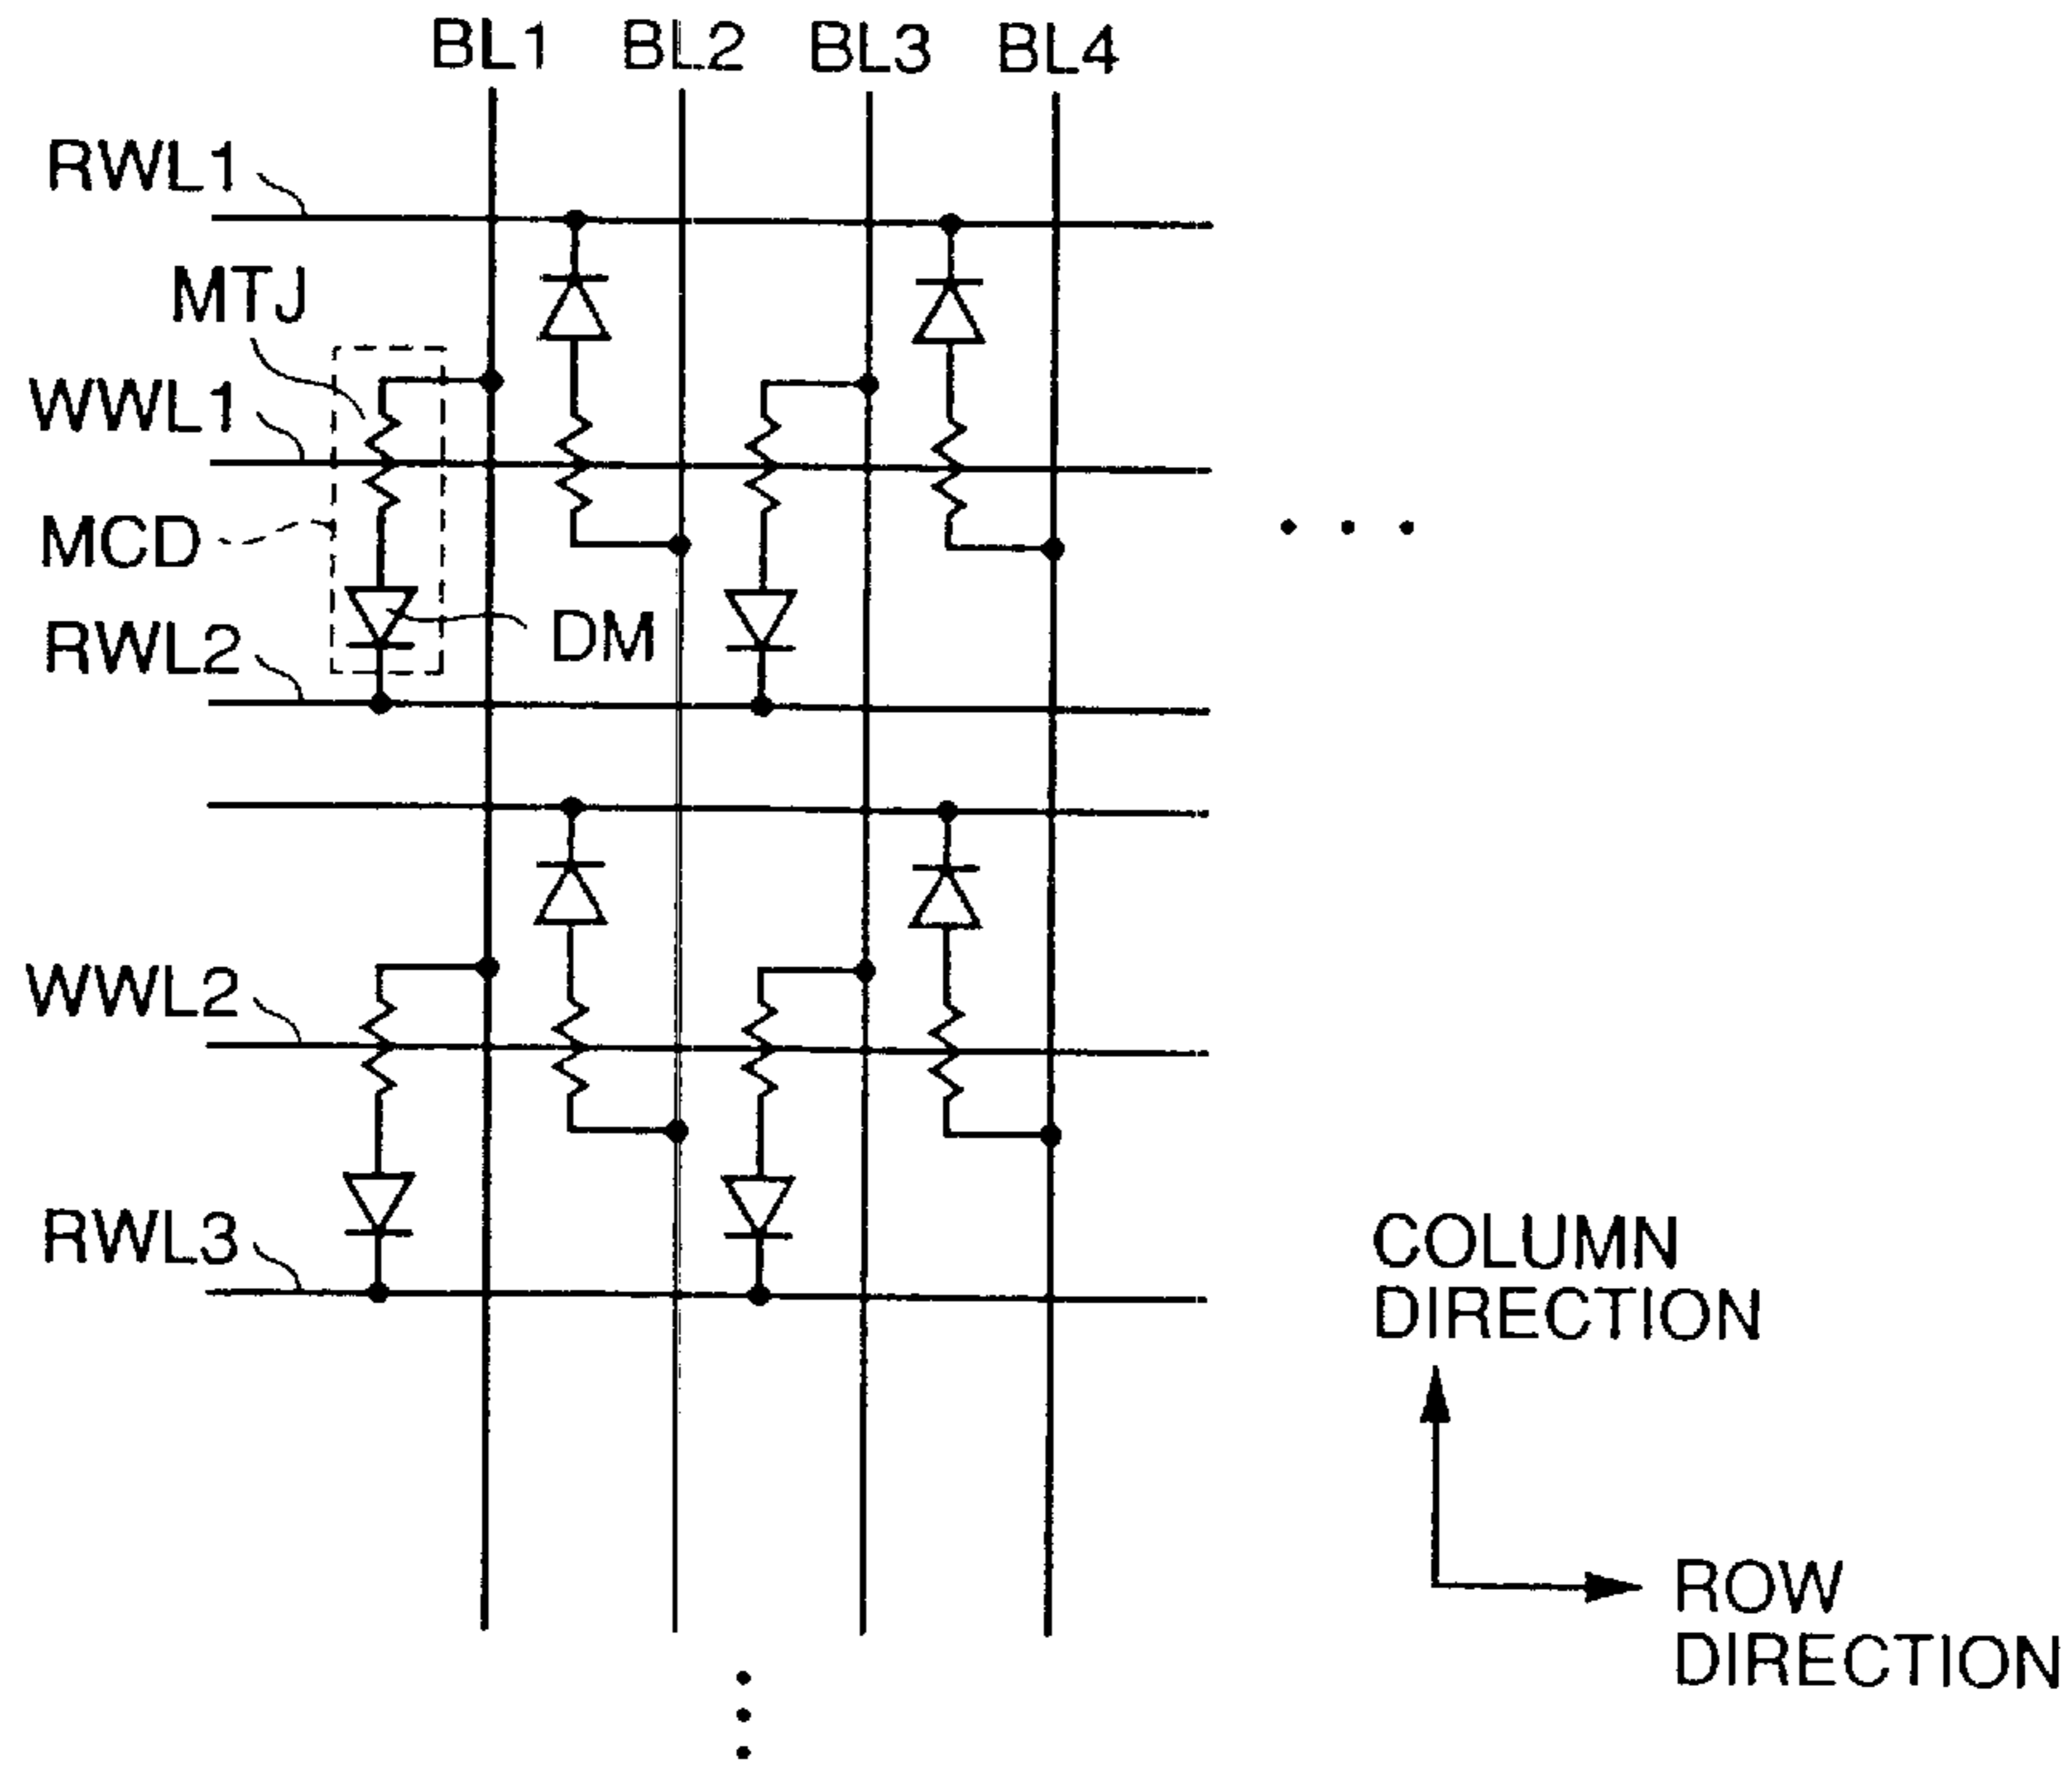 BL1 BL2 BL3 BL4
RWL1
MTJ
WWL1
MCD
DM
RWL2
WWL2
RWL3
COLUMN
DIRECTION
ROW
DIRECTION